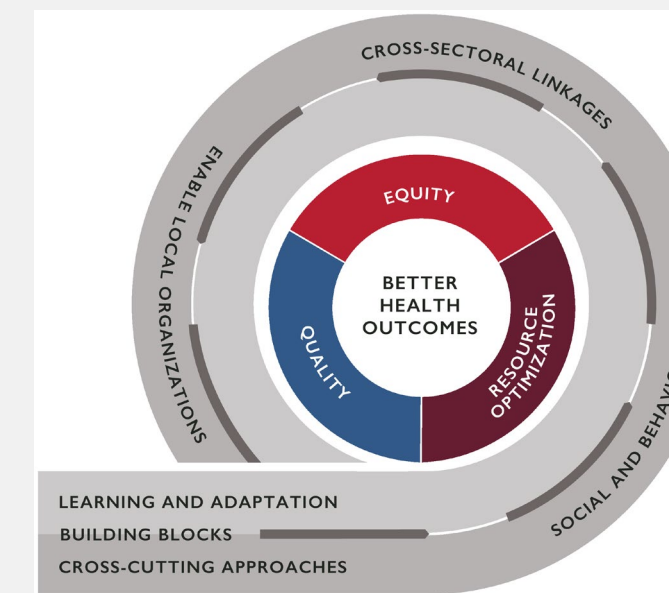 CROSS-SECTORAL LINKAGES
ENABLE LOCAL ORGANIZATIONS
EQUITY
BETTER
HEALTH
OUTCOMES
QUALITY
RESOURCE
OPTIMIZATION
SOCIAL AND
LEARNING AND ADAPTATION
BUILDING BLOCKS
CROSS-CUTTING APPROACHES